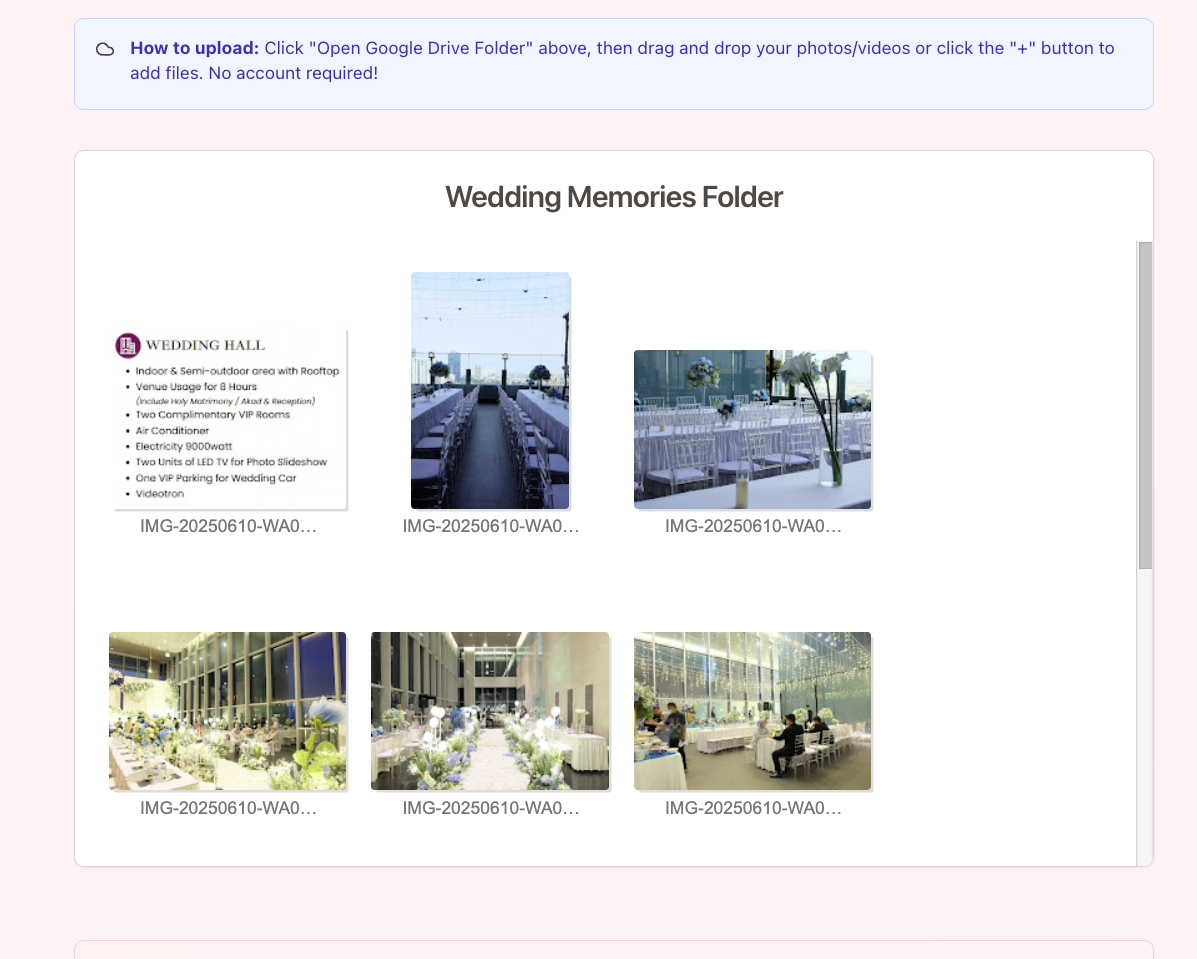 How to upload: Click "Open Google Drive Folder" above, then drag and drop your photos/videos or click the "+" button to
add files. No account required!
Wedding Memories Folder
WEDDING HALL
• Indoor & Semi-outdoor area with Rooftop
• Venue Usage for 8 Hours
(Include Holy Matrimony / Akad & Reception)
• Two Complimentary VIP Rooms
• Air Conditioner
• Electricity 9000watt
• Two Units of LED TV for Photo Slideshow
• One VIP Parking for Wedding Car
• Videotron
IMG-20250610-WA0...
IMG-20250610-WA0...
IMG-20250610-WA0...
IMG-20250610-WA0...
IMG-20250610-WA0...
IMG-20250610-WA0...